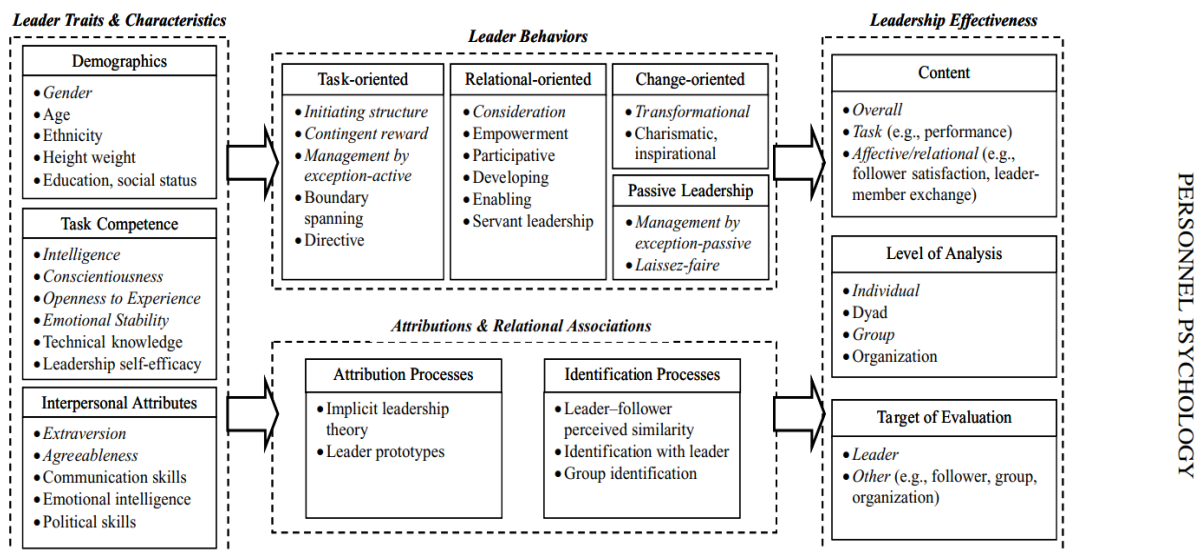 Leader Traits & Characteristics
Demographics
• Gender
• Age
• Ethnicity
• Height weight
• Education, social status
Task Competence
• Intelligence
• Conscientiousness
• Openness to Experience
• Emotional Stability
• Technical knowledge
• Leadership self-efficacy
Interpersonal Attributes
• Extraversion
• Agreeableness
• Communication skills
• Emotional intelligence
• Political skills
Leader Behaviors
Task-oriented
• Initiating structure
• Contingent reward
• Management by
exception-active
• Boundary
spanning
• Directive
Relational-oriented
• Consideration
• Empowerment
• Participative
• Developing
• Enabling
• Servant leadership
Change-oriented
• Transformational
• Charismatic,
inspirational
Passive Leadership
• Management by
exception-passive
• Laissez-faire
Attributions & Relational Associations
Attribution Processes
• Implicit leadership
theory
• Leader prototypes
Identification Processes
• Leader–follower
perceived similarity
• Identification with leader
• Group identification
Leadership Effectiveness
Content
• Overall
• Task (e.g., performance)
• Affective/relational (e.g.,
follower satisfaction, leader-
member exchange)
Level of Analysis
• Individual
• Dyad
• Group
• Organization
Target of Evaluation
• Leader
• Other (e.g., follower, group,
organization)
PERSONNEL PSYCHOLOGY